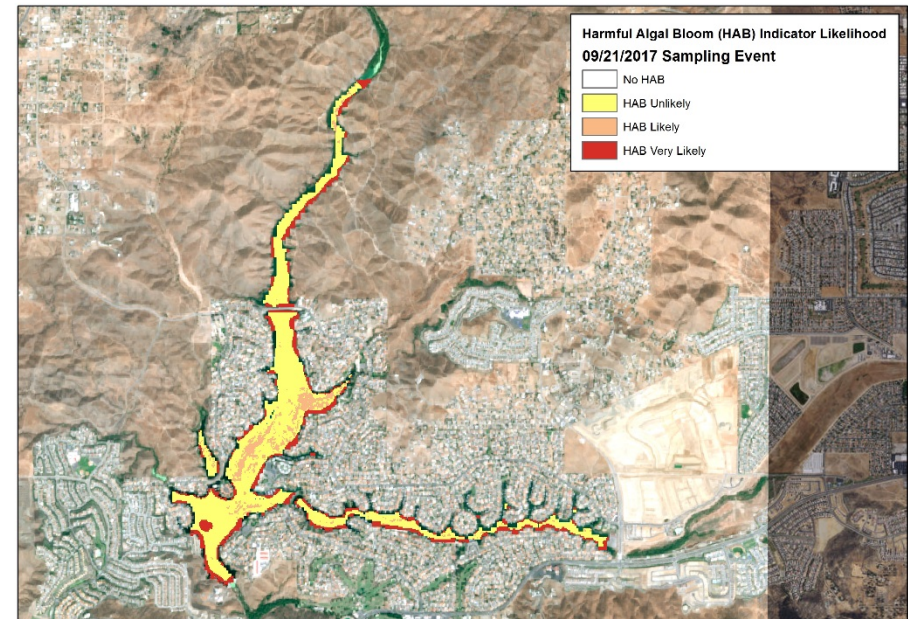 Harmful Algal Bloom (HAB) Indicator Likelihood
09/21/2017 Sampling Event
No HAB
HAB Unlikely
HAB Likely
HAB Very Likely